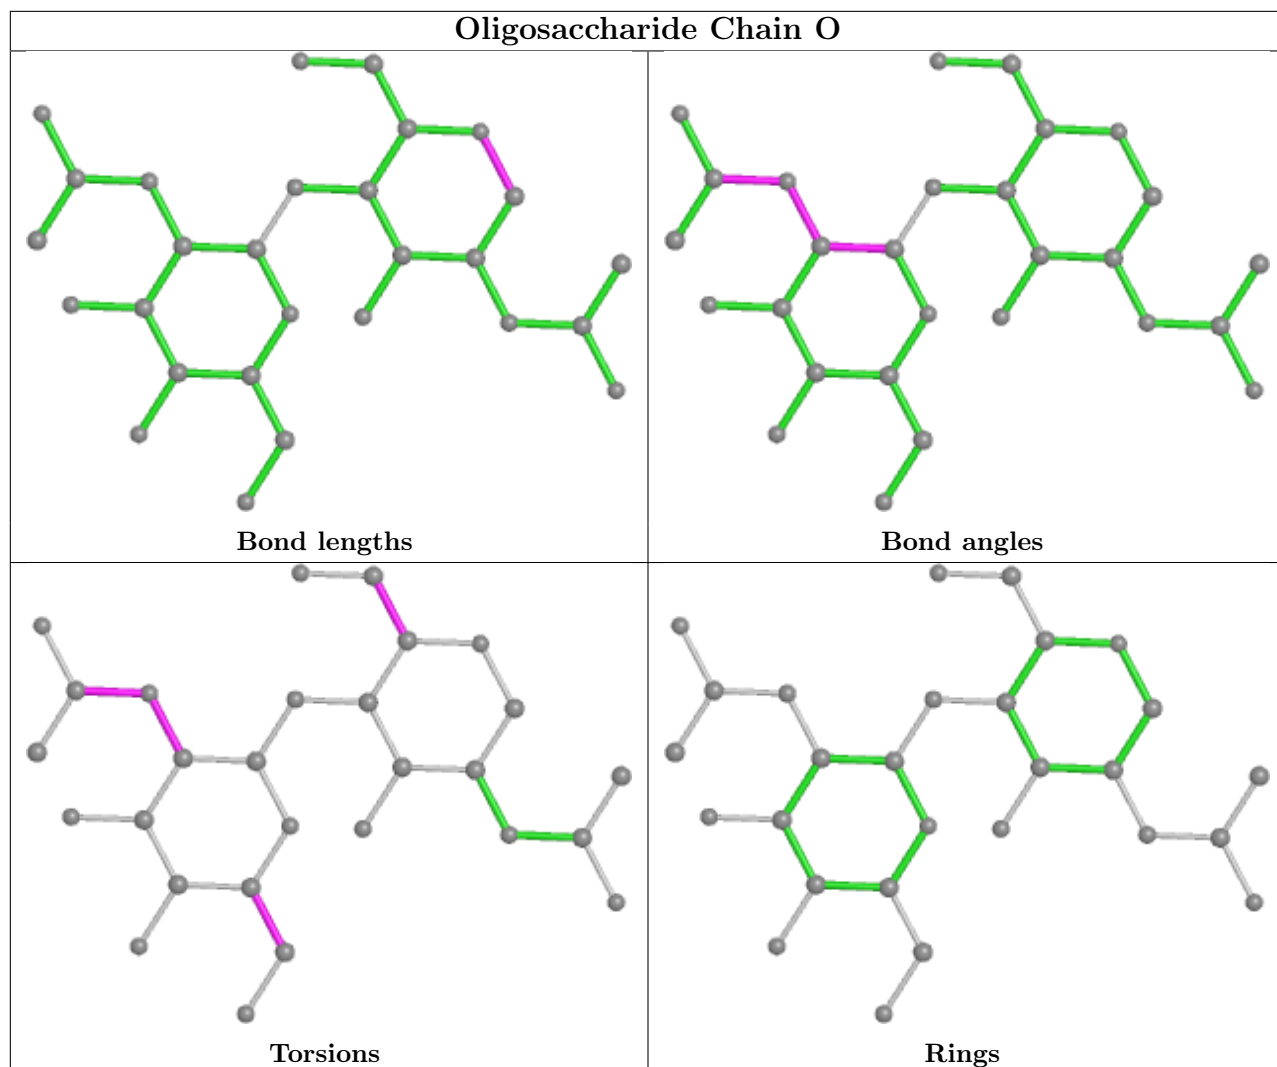 Oligosaccharide Chain O
Bond lengths
Bond angles
Torsions
Rings